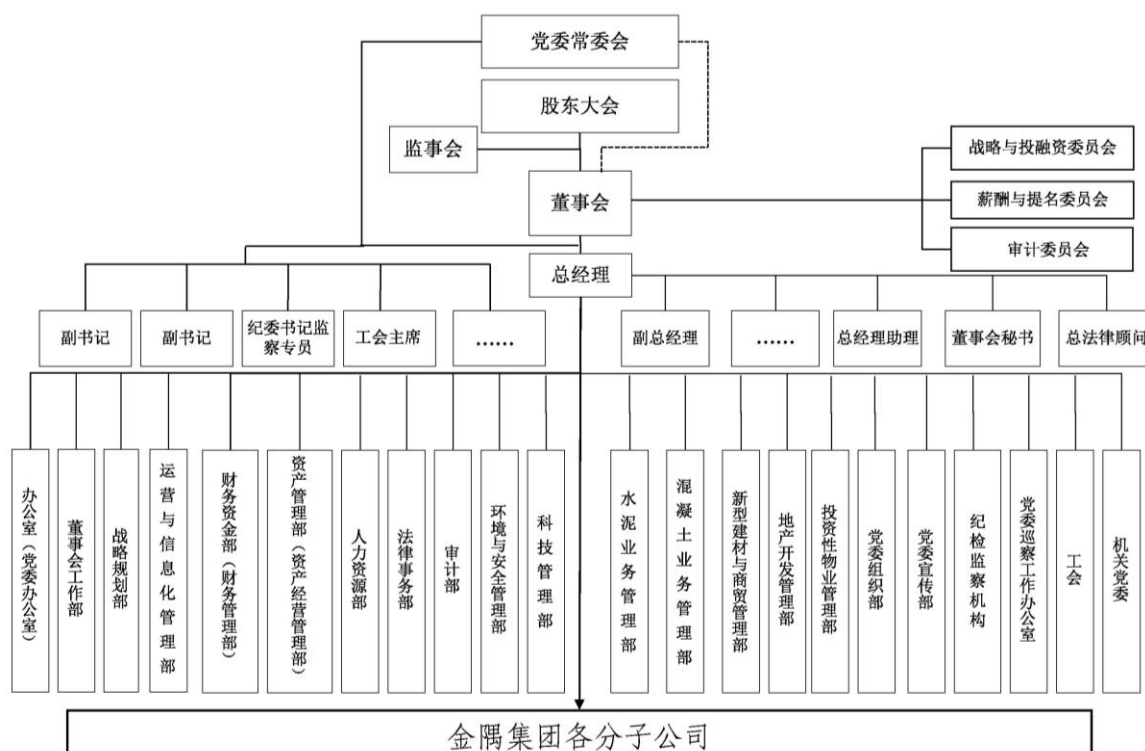 党委常委会
股东大会
监事会
战略与投融资委员会
董事会
薪酬与提名委员会
审计委员会
总经理
副书记
副书记
纪委书记监
察专员
工会主席
......
副总经理
......
总经理助理
董事会秘书
总法律顾问
办公室（党委办公室）
董事会工作部
战略规划部
运营与信息化管理部
财务资金部（财务管理部）
资产管理部（资产经营管理部）
人力资源部
法律事务部
审计部
环境与安全管理部
科技管理部
水泥业务管理部
混凝土业务管理部
新型建材与商贸管理部
地产开发管理部
投资性物业管理部
党委组织部
党委宣传部
纪检监察机构
党委巡察工作办公室
工会
机关党委
金隅集团各分子公司